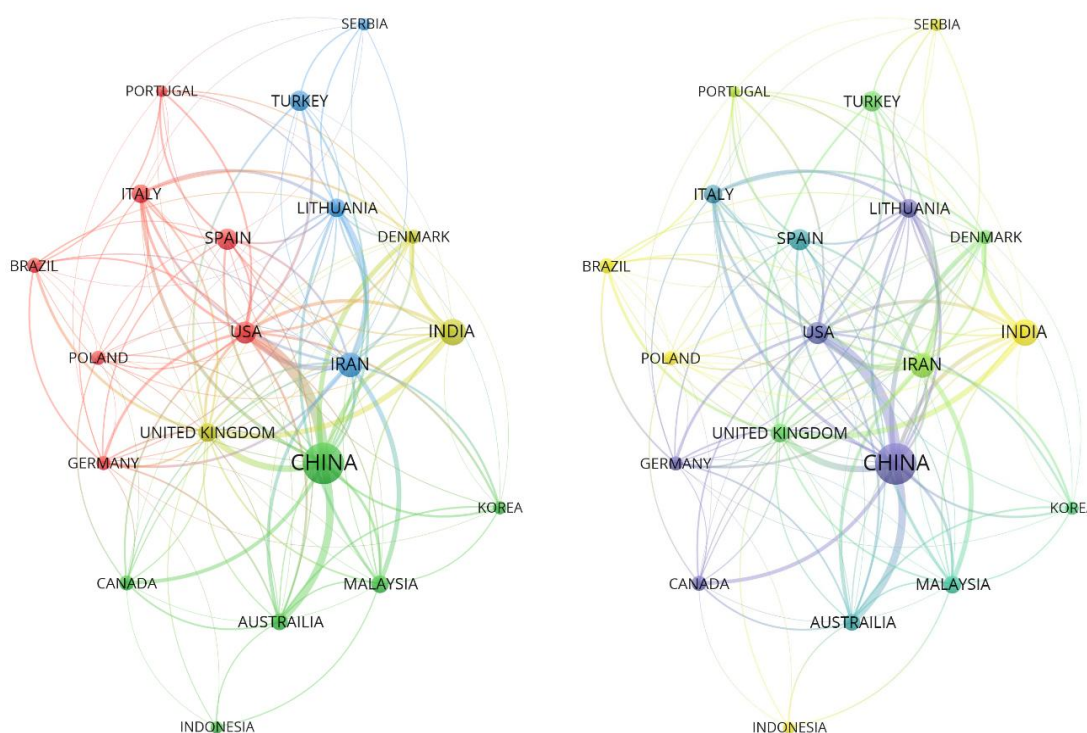 SERBIA
PORTUGAL
TURKEY
ITALY
LITHUANIA
SPAIN
DENMARK
BRAZIL
USA
INDIA
POLAND
IRAN
UNITED KINGDOM
GERMANY
CHINA
KOREA
CANADA
MALAYSIA
AUSTRAILIA
INDONESIA
SERBIA
PORTUGAL
TURKEY
ITALY
LITHUANIA
SPAIN
DENMARK
BRAZIL
USA
INDIA
POLAND
IRAN
UNITED KINGDOM
GERMANY
CHINA
KOREA
CANADA
MALAYSIA
AUSTRAILIA
INDONESIA